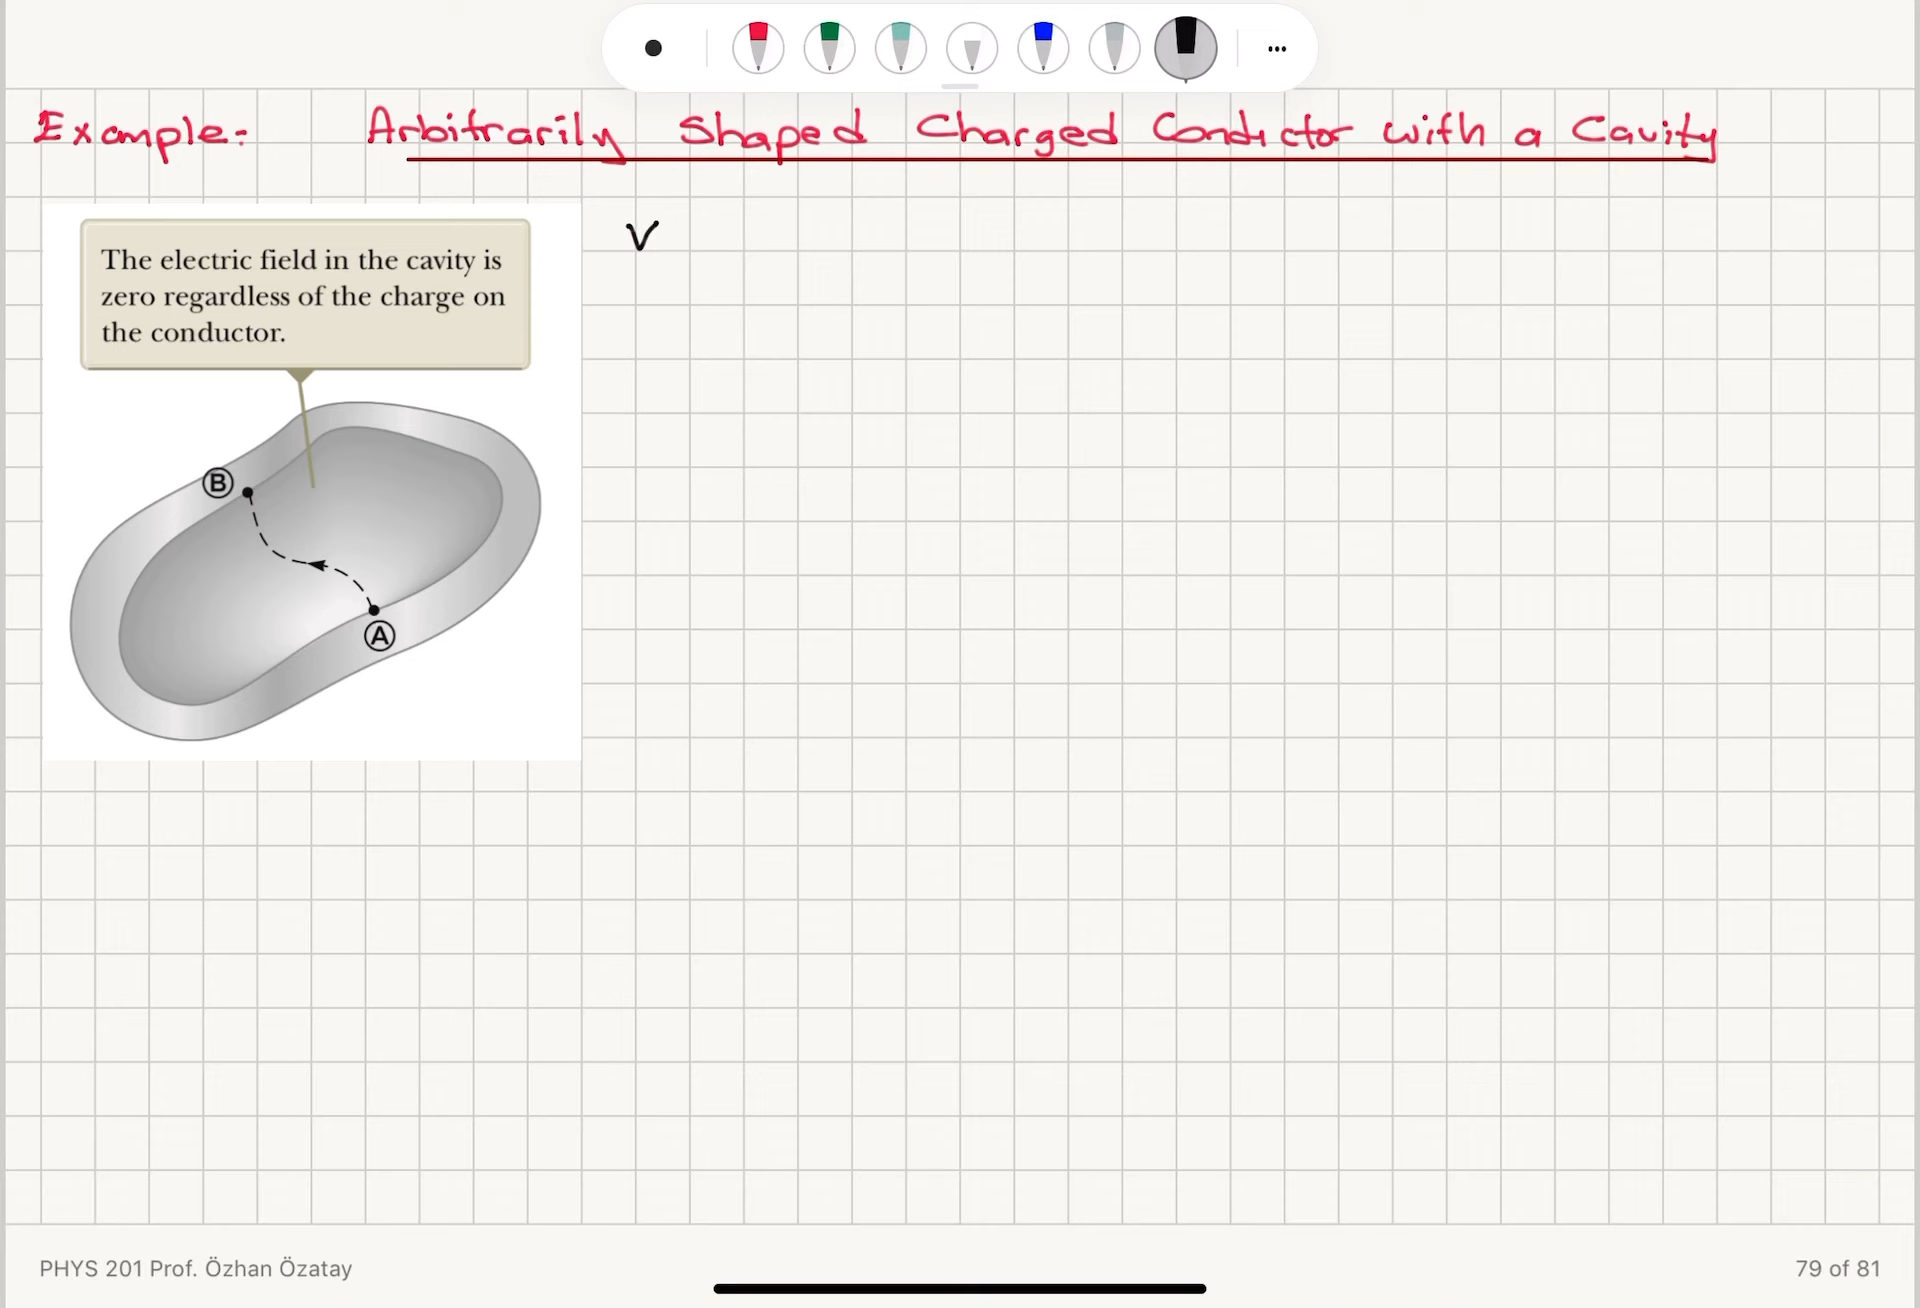 Example: Arbitrarily Shaped Charged Conductor with a Cavity
The electric field in the cavity is
zero regardless of the charge on
the conductor.
V
B
A
PHYS 201 Prof. Özhan Özatay
79 of 81